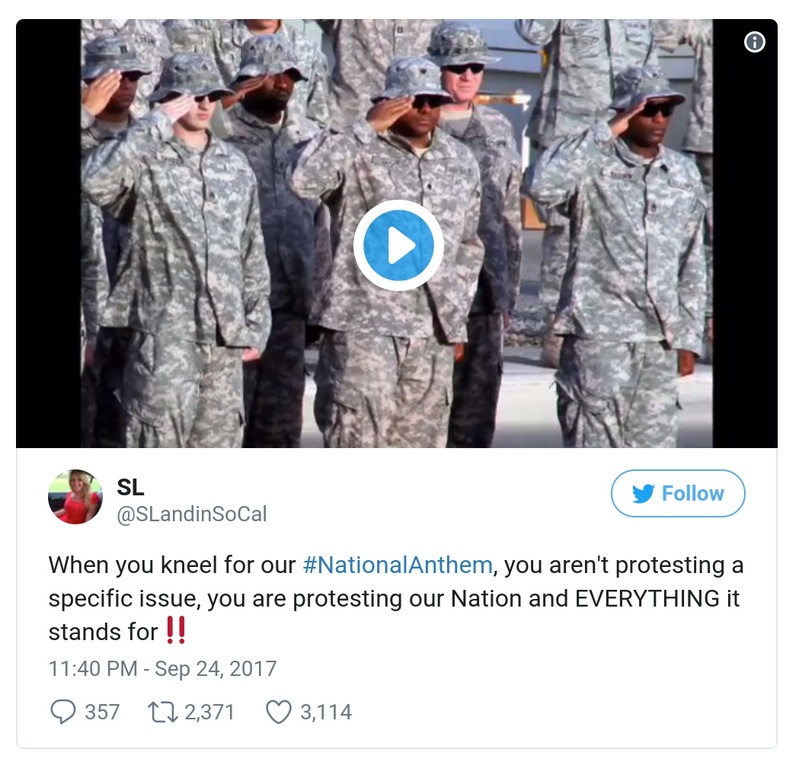 SL
@SLandinSoCal
Follow
When you kneel for our #NationalAnthem, you aren't protesting a
specific issue, you are protesting our Nation and EVERYTHING it
stands for ‼️
11:40 PM - Sep 24, 2017
357 2,371 3,114